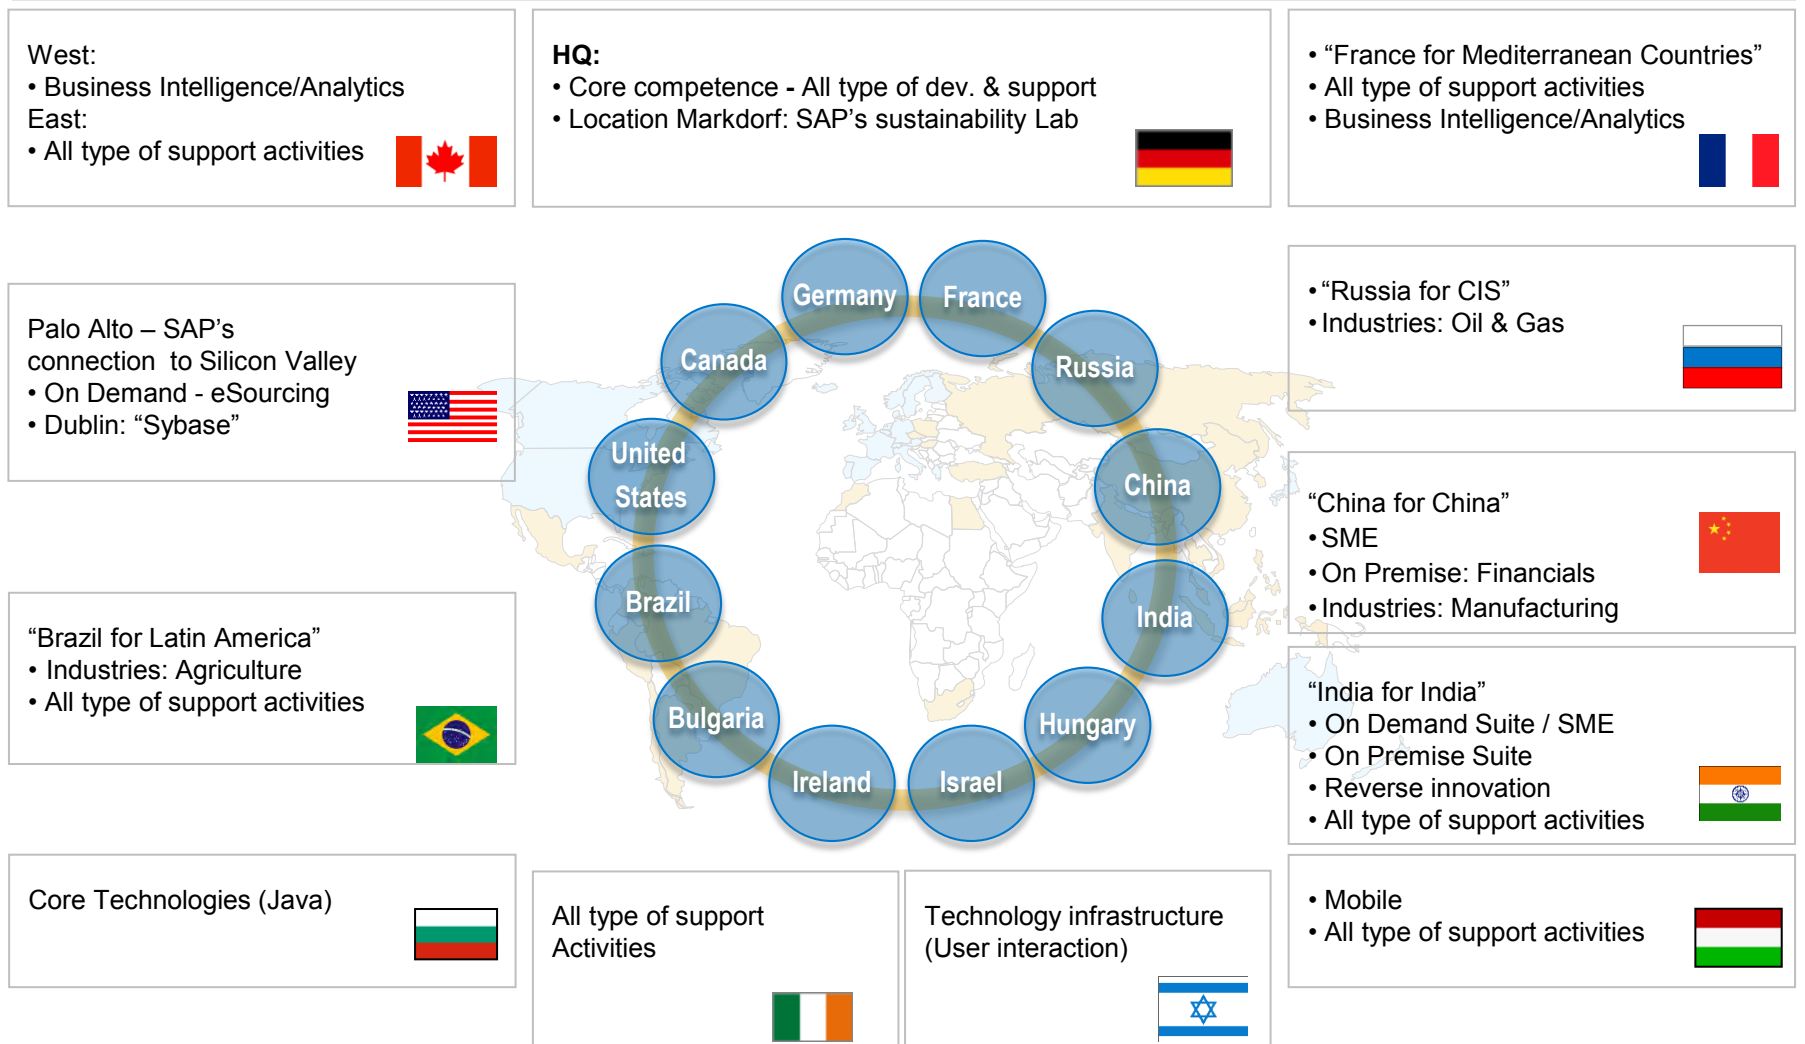 West:
• Business Intelligence/Analytics
East:
• All type of support activities
HQ:
• Core competence - All type of dev. & support
• Location Markdorf: SAP’s sustainability Lab
• “France for Mediterranean Countries”
• All type of support activities
• Business Intelligence/Analytics
Palo Alto – SAP’s
connection to Silicon Valley
• On Demand - eSourcing
• Dublin: “Sybase”
Germany
France
Canada
Russia
United
States
China
Brazil
India
Bulgaria
Hungary
Ireland
Israel
• “Russia for CIS”
• Industries: Oil & Gas
“China for China”
• SME
• On Premise: Financials
• Industries: Manufacturing
“Brazil for Latin America”
• Industries: Agriculture
• All type of support activities
“India for India”
• On Demand Suite / SME
• On Premise Suite
• Reverse innovation
• All type of support activities
Core Technologies (Java)
All type of support
Activities
Technology infrastructure
(User interaction)
• Mobile
• All type of support activities